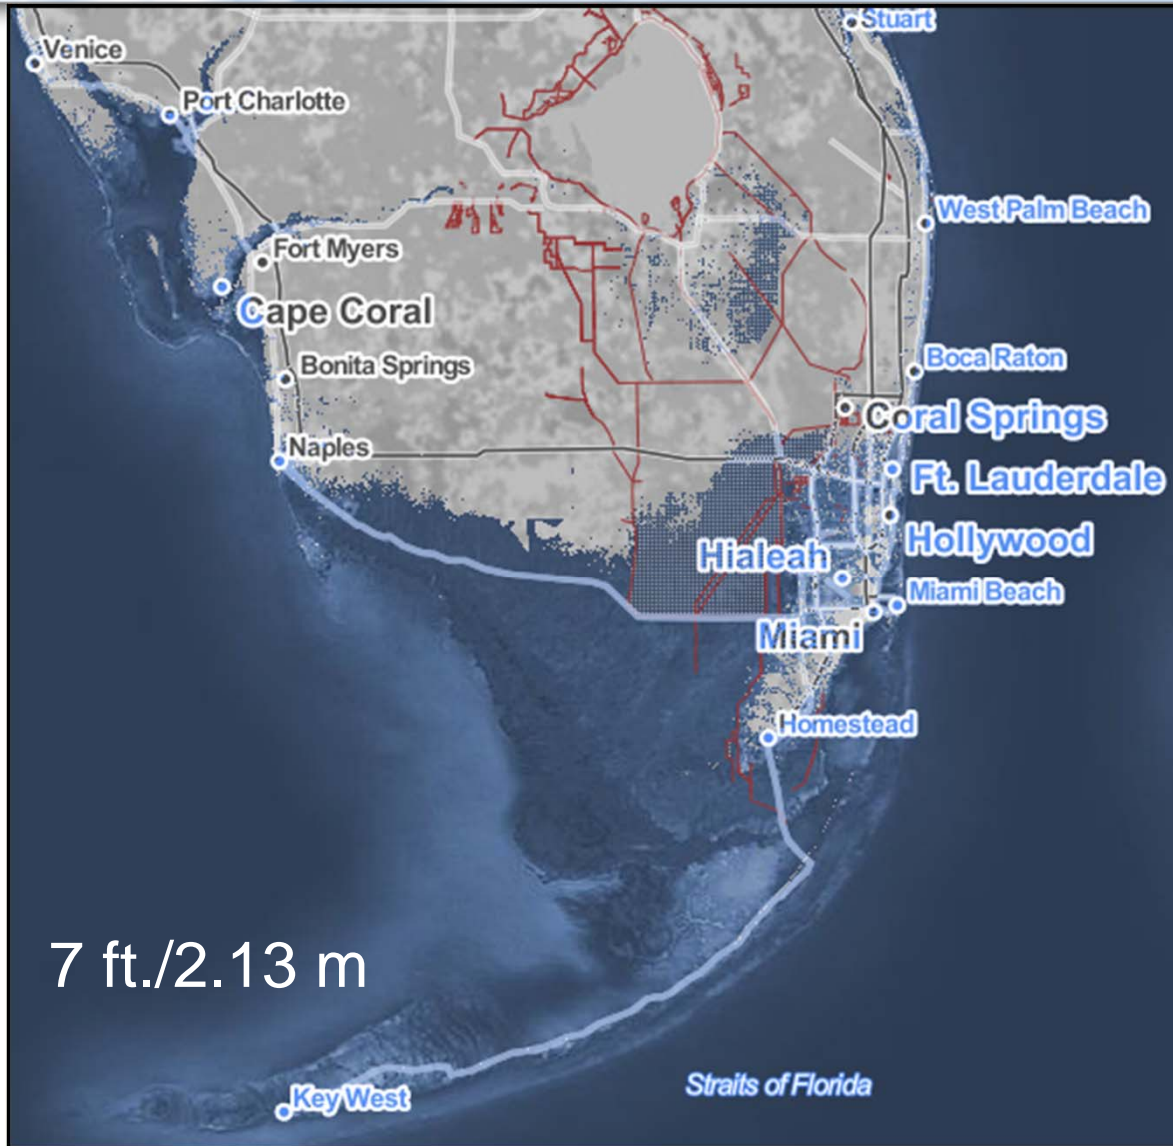 Stuart
Venice
Port Charlotte
West Palm Beach
Fort Myers
Cape Coral
Boca Raton
Bonita Springs
Coral Springs
Naples
Ft. Lauderdale
Hollywood
Hialeah
Miami Beach
Miami
Homestead
7 ft./2.13 m
Straits of Florida
Key West